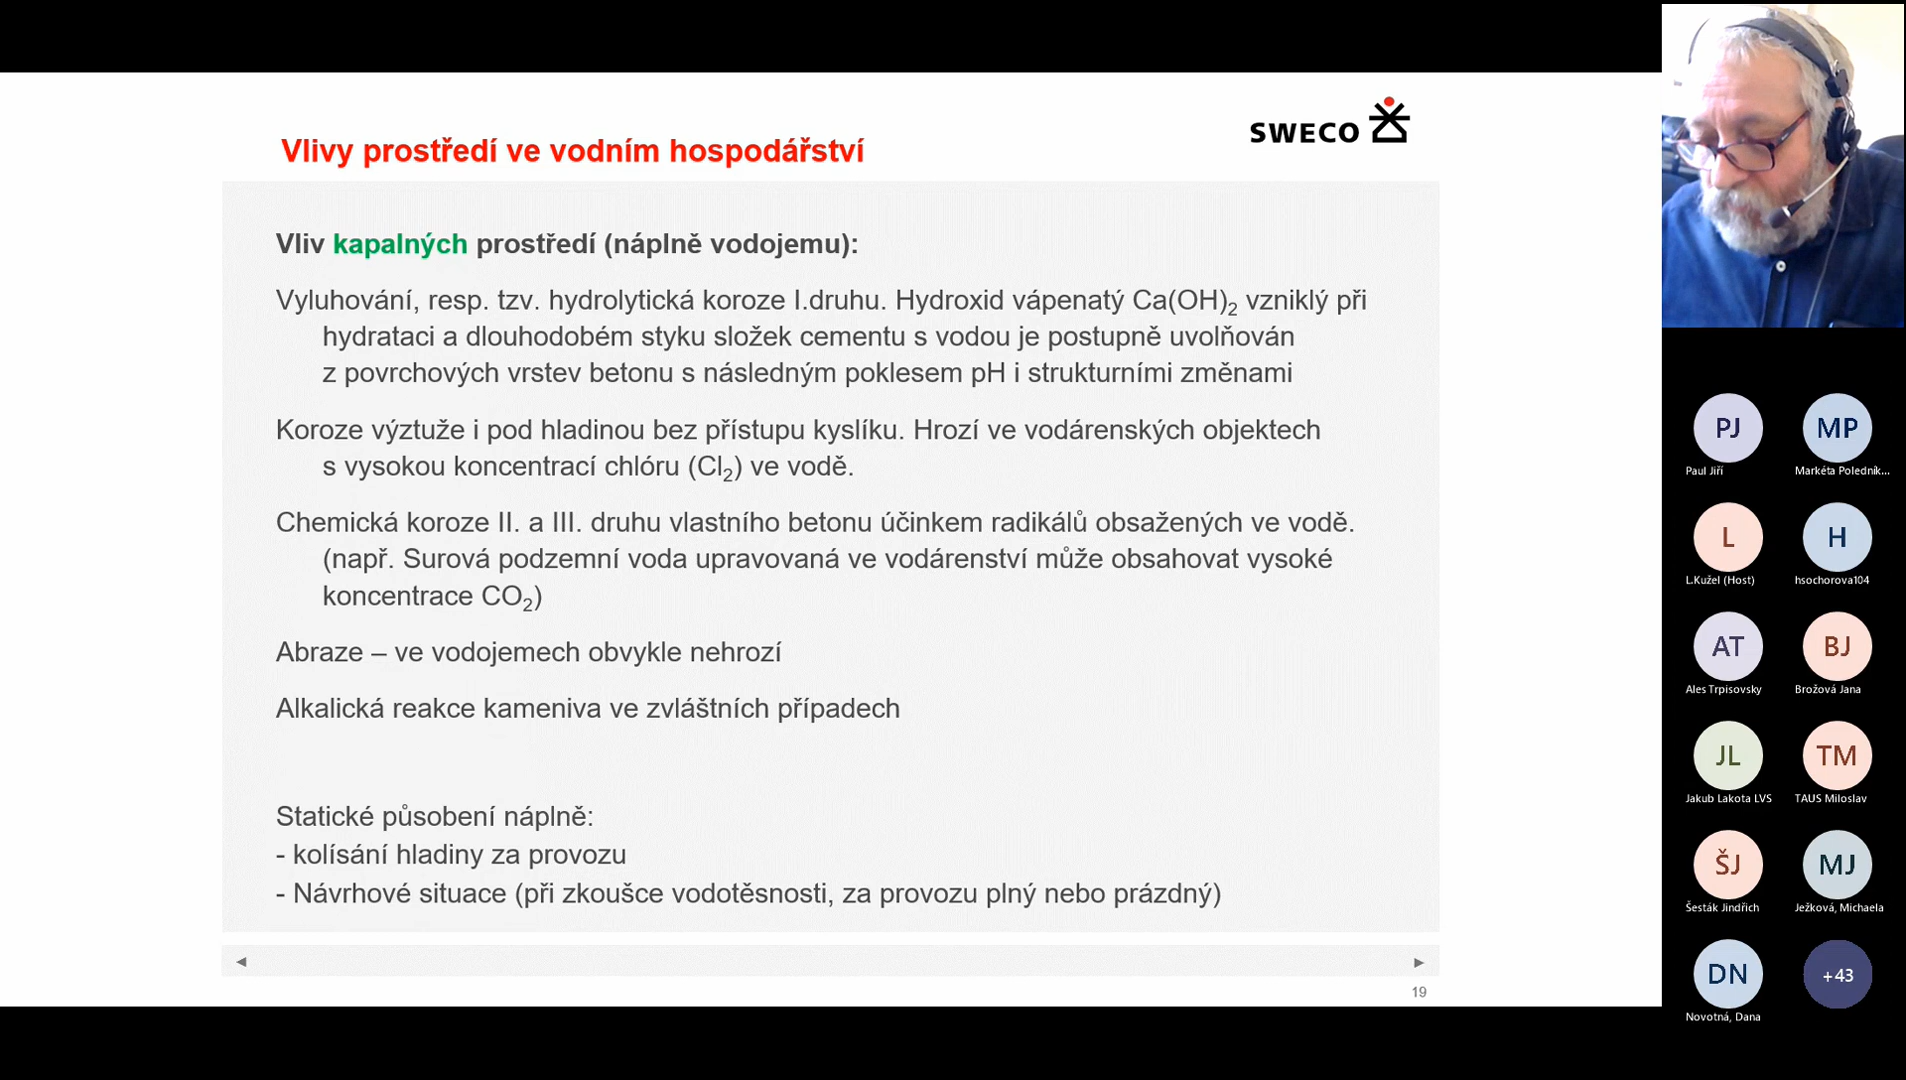 SWECO
Vlivy prostředí ve vodním hospodářství
Vliv kapalných prostředí (náplně vodojemu):
Vyluhování, resp. tzv. hydrolytická koroze I.druhu. Hydroxid vápenatý Ca(OH)₂ vzniklý při
hydrataci a dlouhodobém styku složek cementu s vodou je postupně uvolňován
z povrchových vrstev betonu s následným poklesem pH i strukturními změnami
Koroze výztuže i pod hladinou bez přístupu kyslíku. Hrozí ve vodárenských objektech
s vysokou koncentrací chlóru (Cl₂) ve vodě.
Chemická koroze II. a III. druhu vlastního betonu účinkem radikálů obsažených ve vodě.
(např. Surová podzemní voda upravovaná ve vodárenství může obsahovat vysoké
koncentrace CO₂)
Abraze – ve vodojemech obvykle nehrozí
Alkalická reakce kameniva ve zvláštních případech
Statické působení náplně:
- kolísání hladiny za provozu
- Návrhové situace (při zkoušce vodotěsnosti, za provozu plný nebo prázdný)
19
PJ
Paul Jiří
MP
Markéta Poledník...
L
L.Kužel (Host)
H
hsochorova104
AT
Ales Trpisovsky
BJ
Brožová Jana
JL
Jakub Lakota LVS
TM
TAUS Miloslav
ŠJ
Šesták Jindřich
MJ
Ježková, Michaela
DN
Novotná, Dana
+43